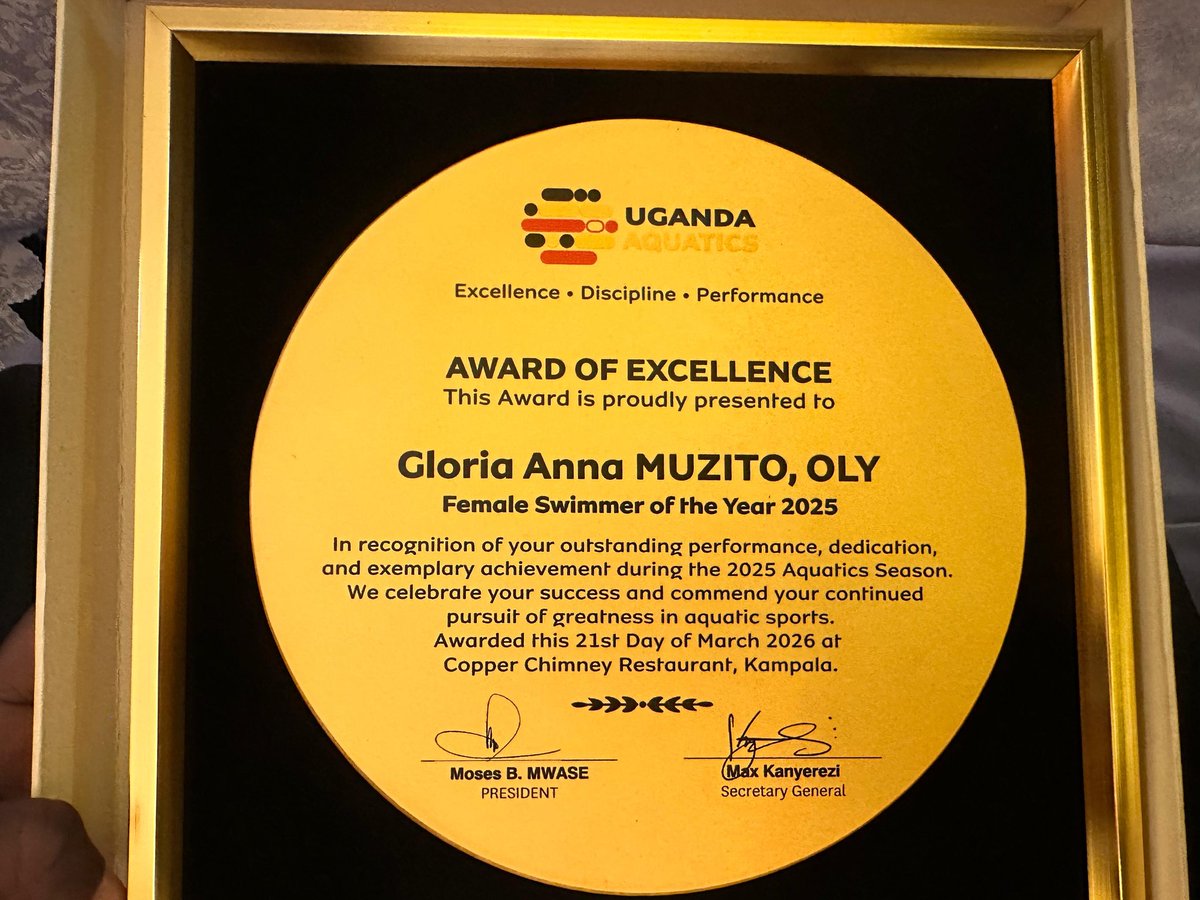 UGANDA
AQUATICS
Excellence • Discipline • Performance
AWARD OF EXCELLENCE
This Award is proudly presented to
Gloria Anna MUZITO, OLY
Female Swimmer of the Year 2025
In recognition of your outstanding performance, dedication,
and exemplary achievement during the 2025 Aquatics Season.
We celebrate your success and commend your continued
pursuit of greatness in aquatic sports.
Awarded this 21st Day of March 2026 at
Copper Chimney Restaurant, Kampala.
Moses B. MWASE
PRESIDENT
Max Kanyerezi
Secretary General